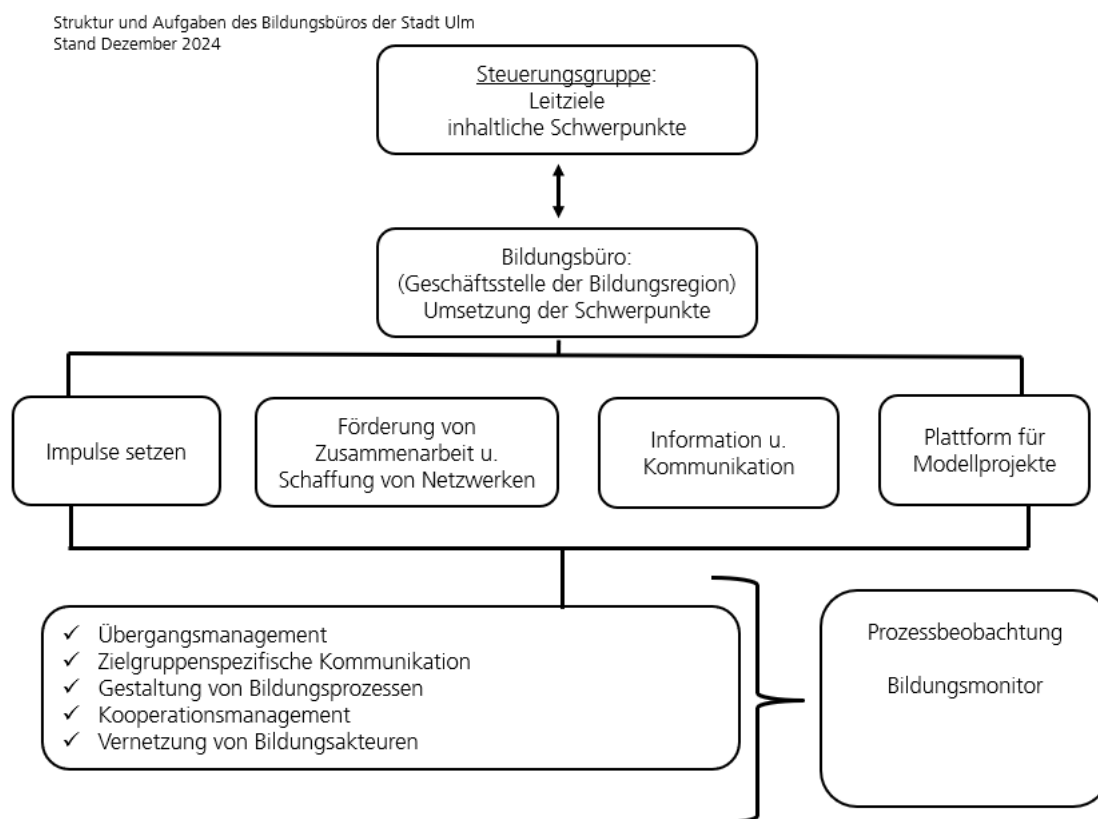 Struktur und Aufgaben des Bildungsbüros der Stadt Ulm
Stand Dezember 2024
Steuerungsgruppe:
Leitziele
inhaltliche Schwerpunkte
Bildungsbüro:
(Geschäftsstelle der Bildungsregion)
Umsetzung der Schwerpunkte
Impulse setzen
Förderung von
Zusammenarbeit u.
Schaffung von Netzwerken
Information u.
Kommunikation
Plattform für
Modellprojekte
✓ Übergangsmanagement
✓ Zielgruppenspezifische Kommunikation
✓ Gestaltung von Bildungsprozessen
✓ Kooperationsmanagement
✓ Vernetzung von Bildungsakteuren
Prozessbeobachtung
Bildungsmonitor